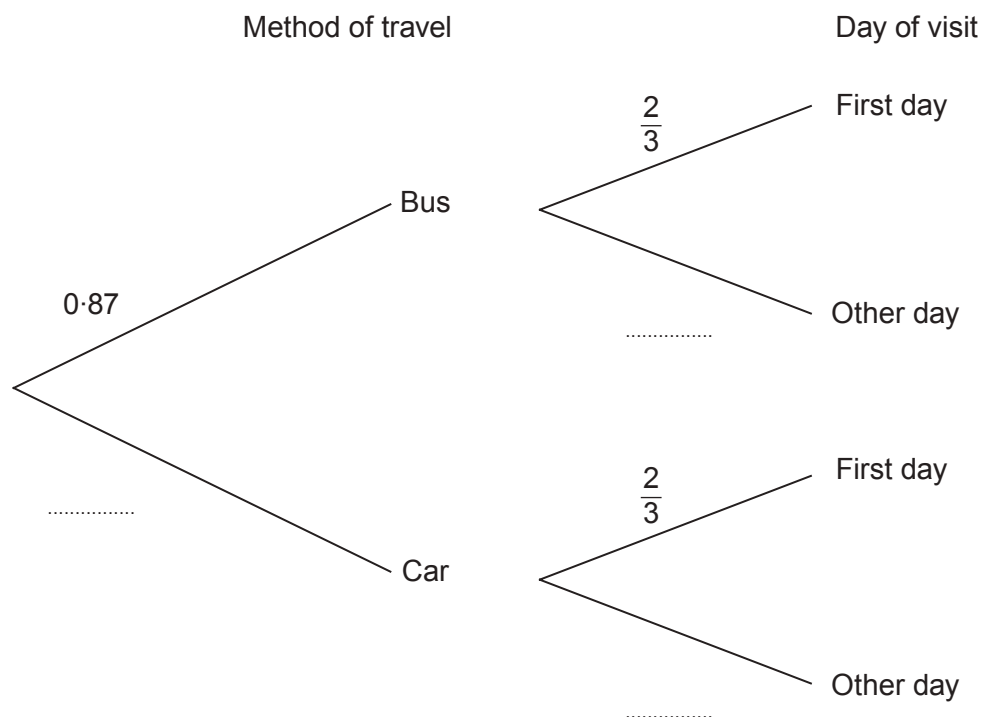 Method of travel
Day of visit
2
3
First day
Bus
0·87
Other day
................
2
3
First day
................
Car
Other day
................